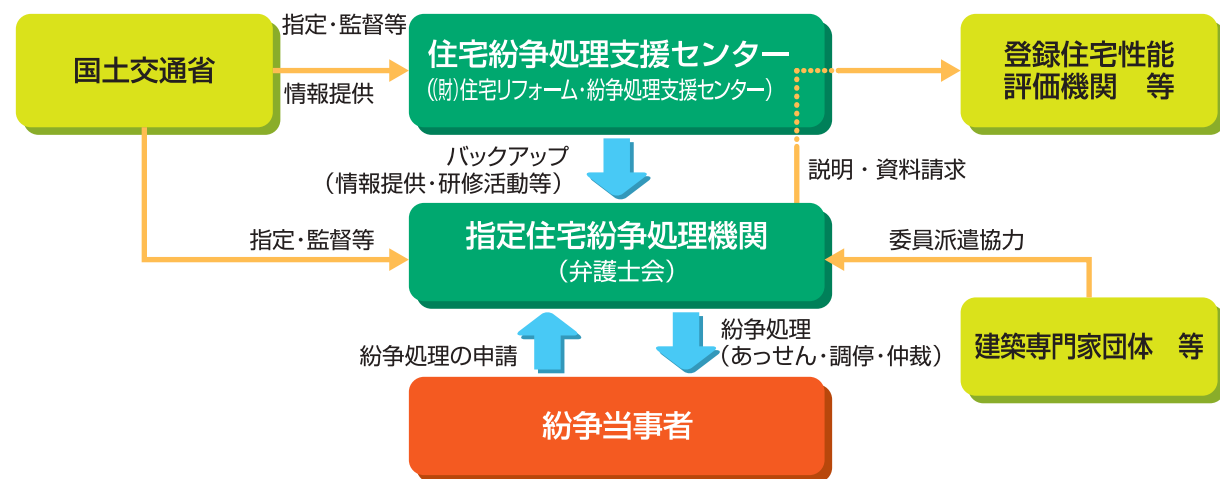 指定・監督等
国土交通省
情報提供
住宅紛争処理支援センター
((財)住宅リフォーム・紛争処理支援センター)
登録住宅性能
評価機関 等
バックアップ
(情報提供・研修活動等)
説明・資料請求
指定・監督等
指定住宅紛争処理機関
(弁護士会)
委員派遣協力
紛争処理の申請
紛争処理
(あっせん・調停・仲裁)
建築専門家団体 等
紛争当事者